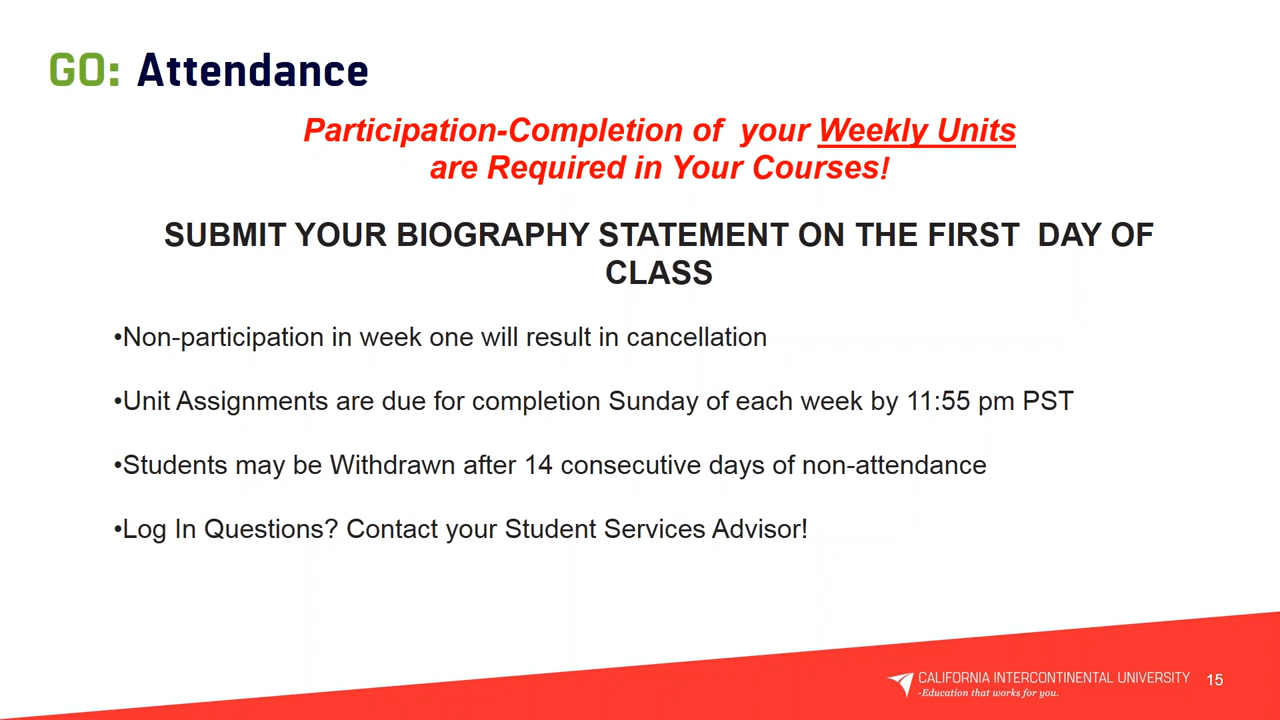 GO: Attendance
Participation-Completion of your Weekly Units
are Required in Your Courses!
SUBMIT YOUR BIOGRAPHY STATEMENT ON THE FIRST DAY OF
CLASS
•Non-participation in week one will result in cancellation
•Unit Assignments are due for completion Sunday of each week by 11:55 pm PST
•Students may be Withdrawn after 14 consecutive days of non-attendance
•Log In Questions? Contact your Student Services Advisor!
CALIFORNIA INTERCONTINENTAL UNIVERSITY
-Education that works for you.
15